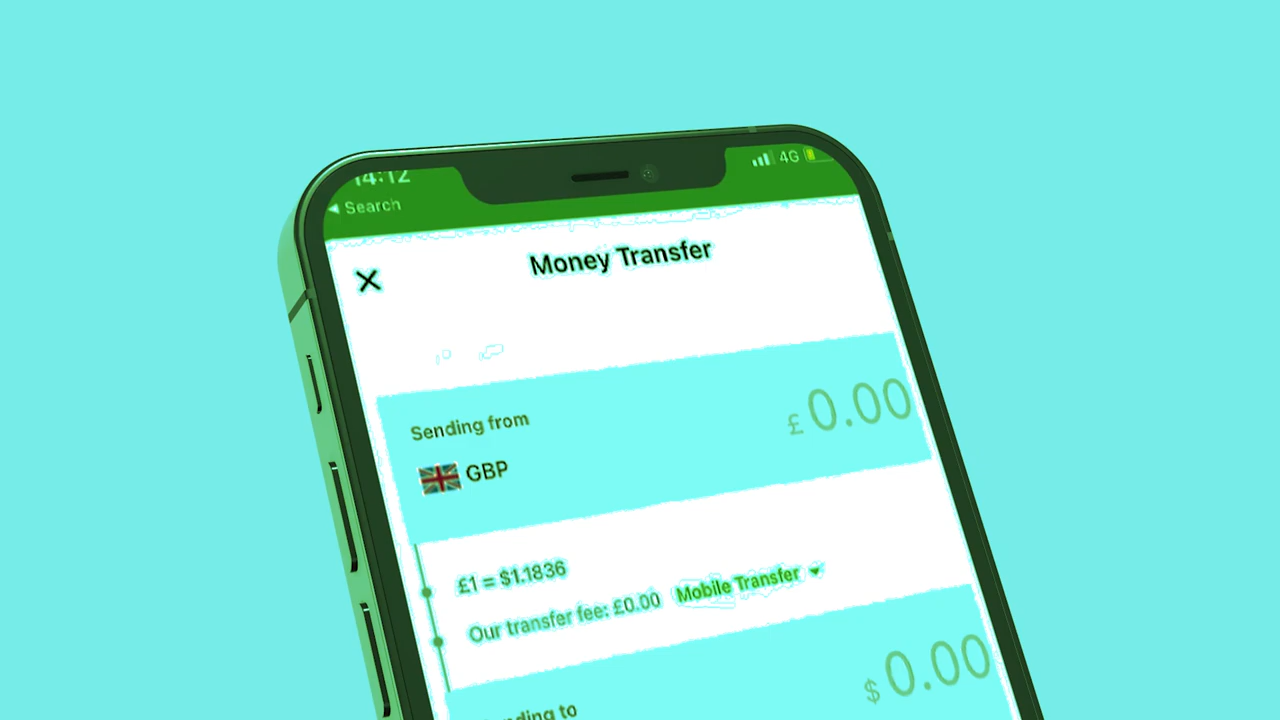 14:12
4G
Search
Money Transfer
Sending from
£ 0.00
GBP
£1 = $1.1836
Our transfer fee: £0.00 Mobile Transfer
to
$ 0.00